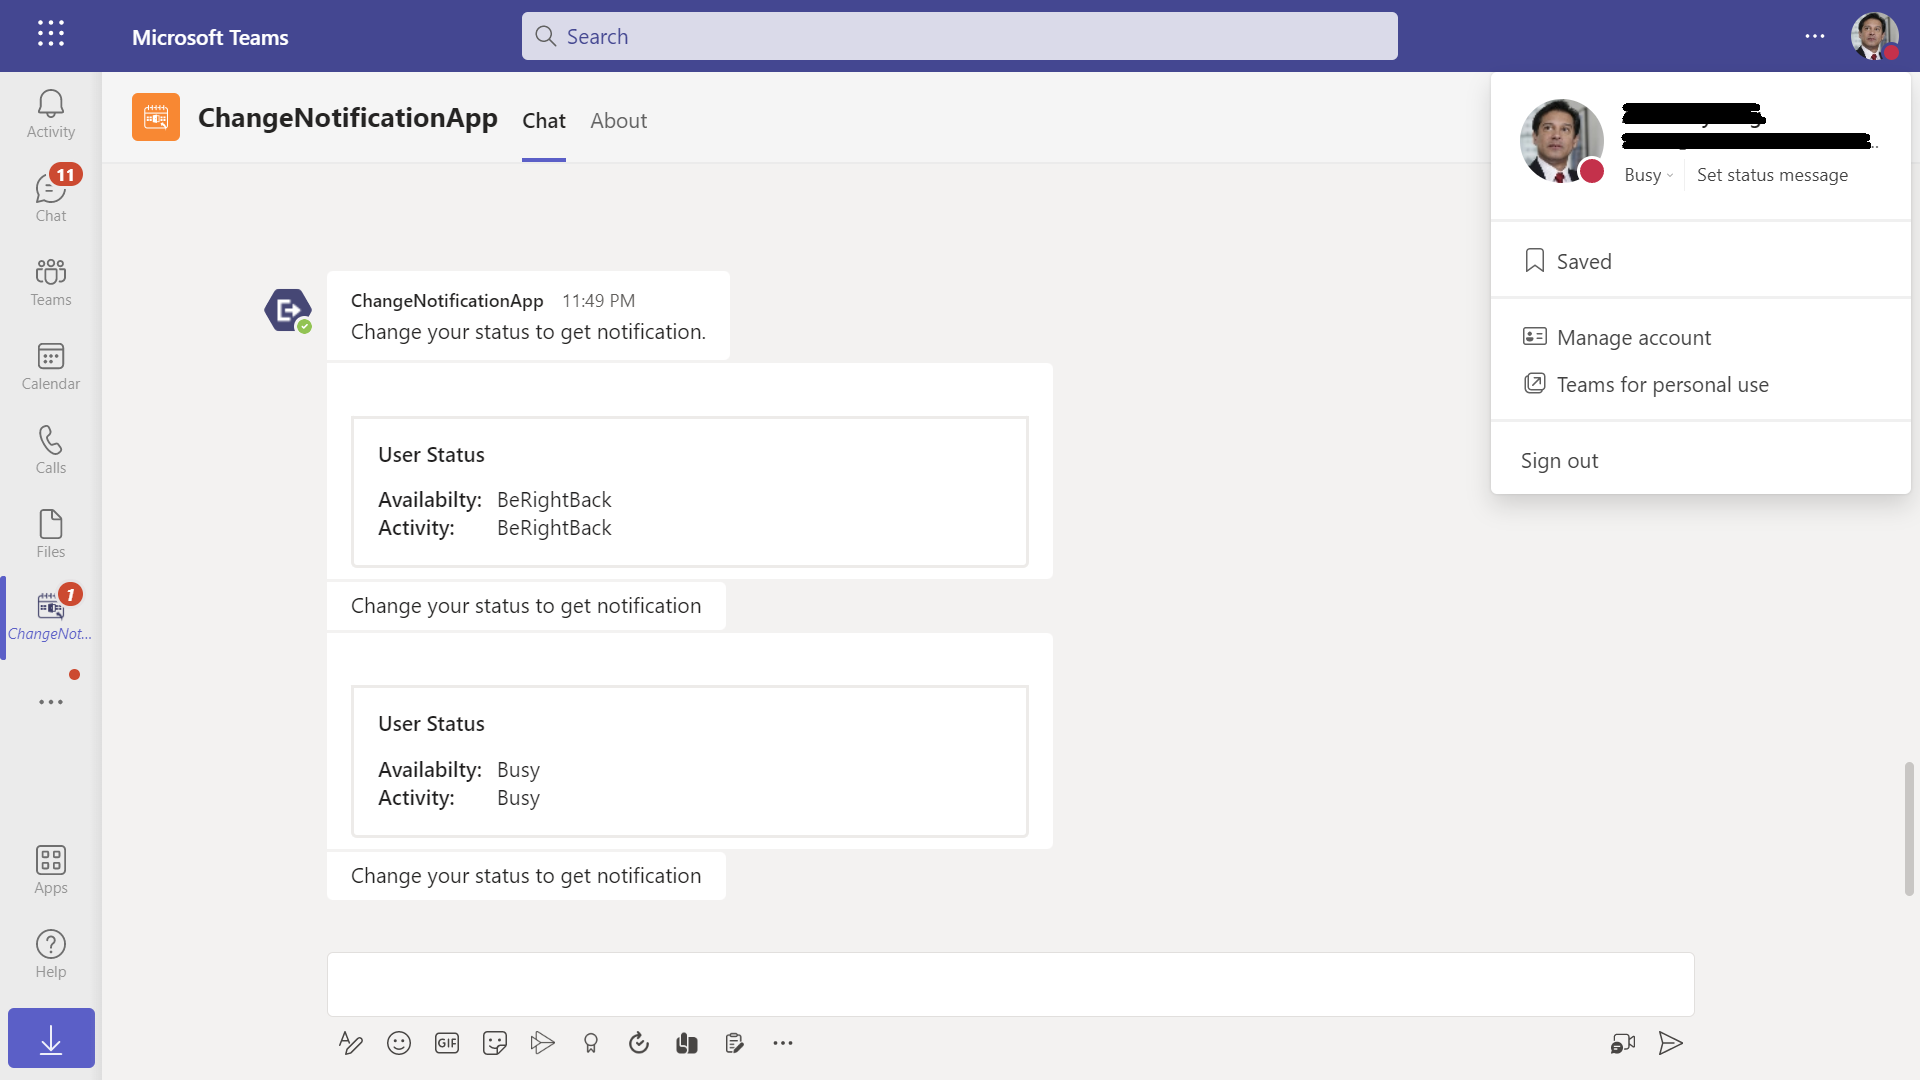 Microsoft Teams
Search
Activity
11
Chat
Teams
Calendar
Calls
Files
1
ChangeNot...
Apps
Help
ChangeNotificationApp
Chat
About
ChangeNotificationApp 11:49 PM
Change your status to get notification.
User Status
Availabilty: BeRightBack
Activity: BeRightBack
Change your status to get notification
User Status
Availabilty: Busy
Activity: Busy
Change your status to get notification
GIF
Busy
Set status message
Saved
Manage account
Teams for personal use
Sign out